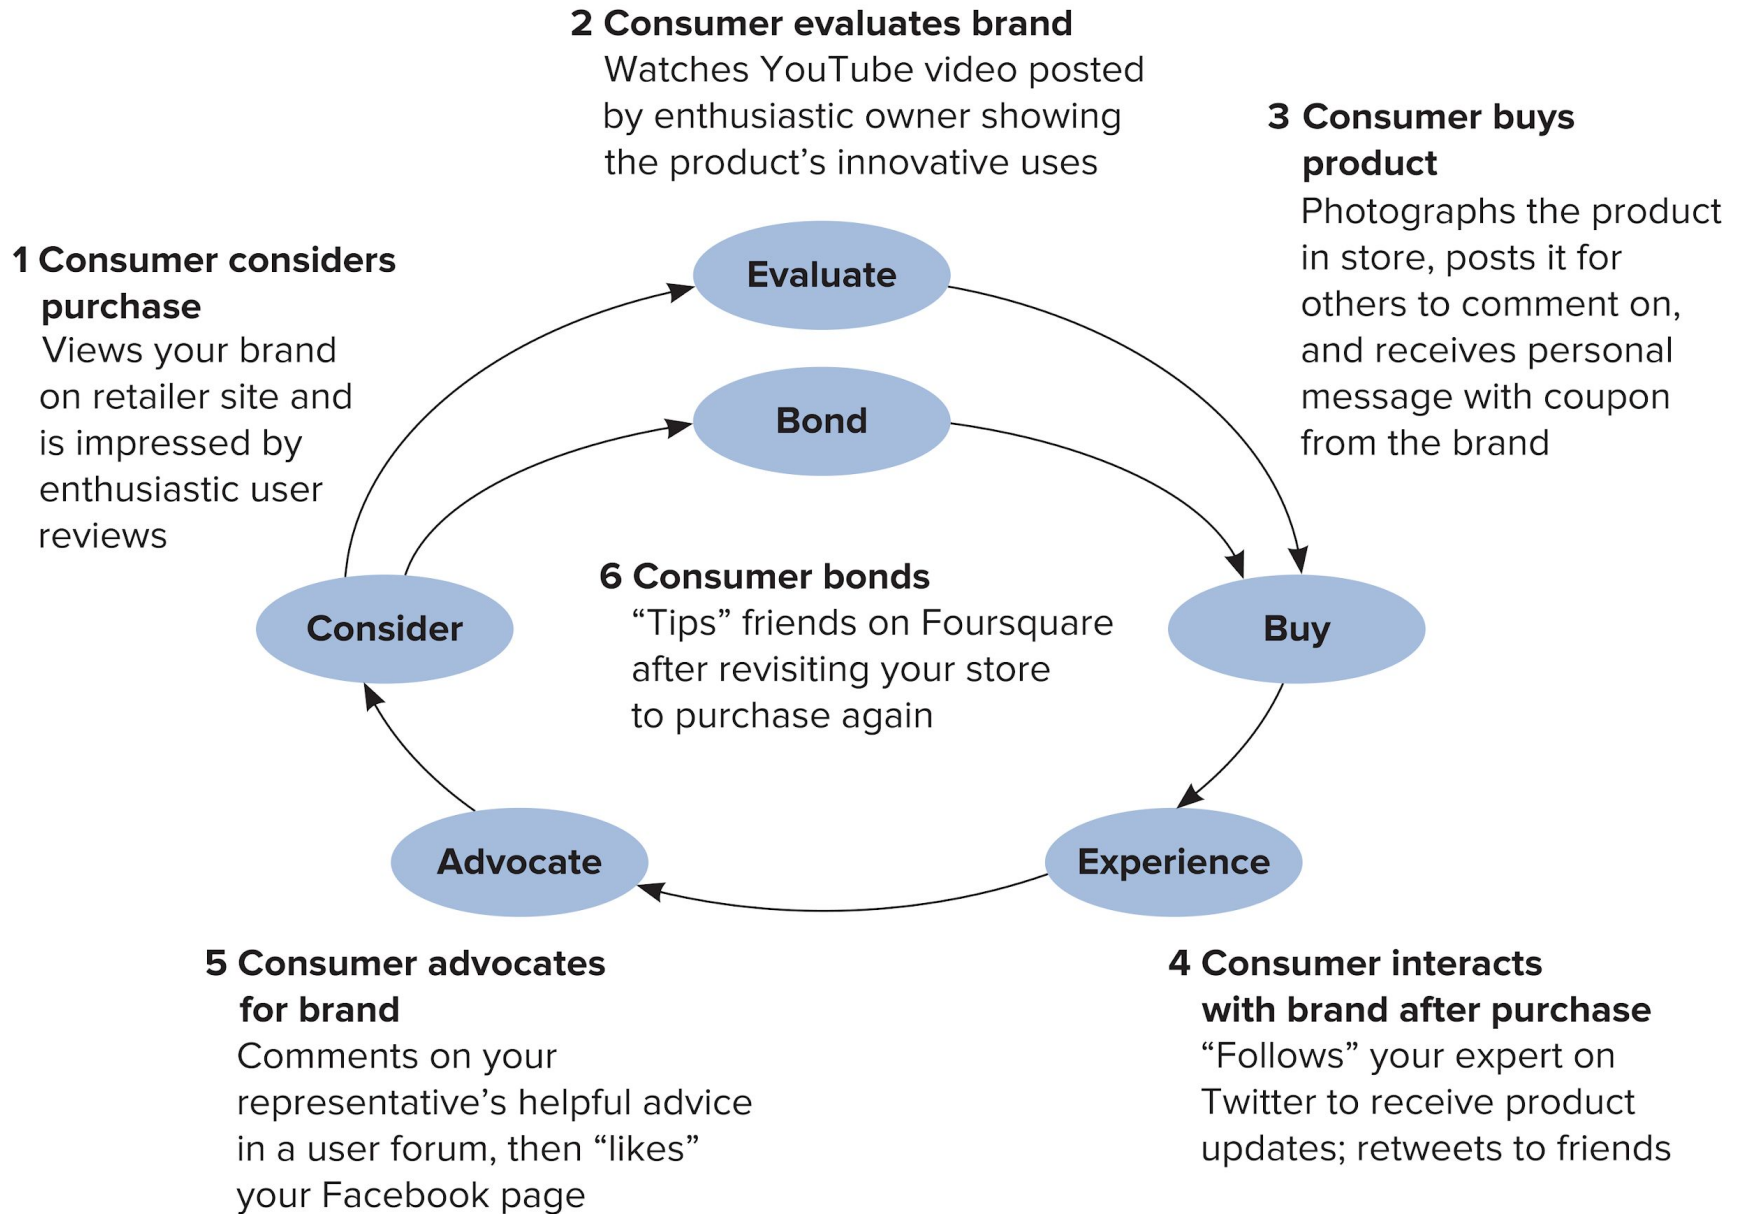 2 Consumer evaluates brand
Watches YouTube video posted
by enthusiastic owner showing
the product’s innovative uses
3 Consumer buys
product
Photographs the product
in store, posts it for
others to comment on,
and receives personal
message with coupon
from the brand
1 Consumer considers
purchase
Views your brand
on retailer site and
is impressed by
enthusiastic user
reviews
Evaluate
Bond
6 Consumer bonds
“Tips” friends on Foursquare
after revisiting your store
to purchase again
Consider
Buy
Advocate
Experience
5 Consumer advocates
for brand
Comments on your
representative’s helpful advice
in a user forum, then “likes”
your Facebook page
4 Consumer interacts
with brand after purchase
“Follows” your expert on
Twitter to receive product
updates; retweets to friends